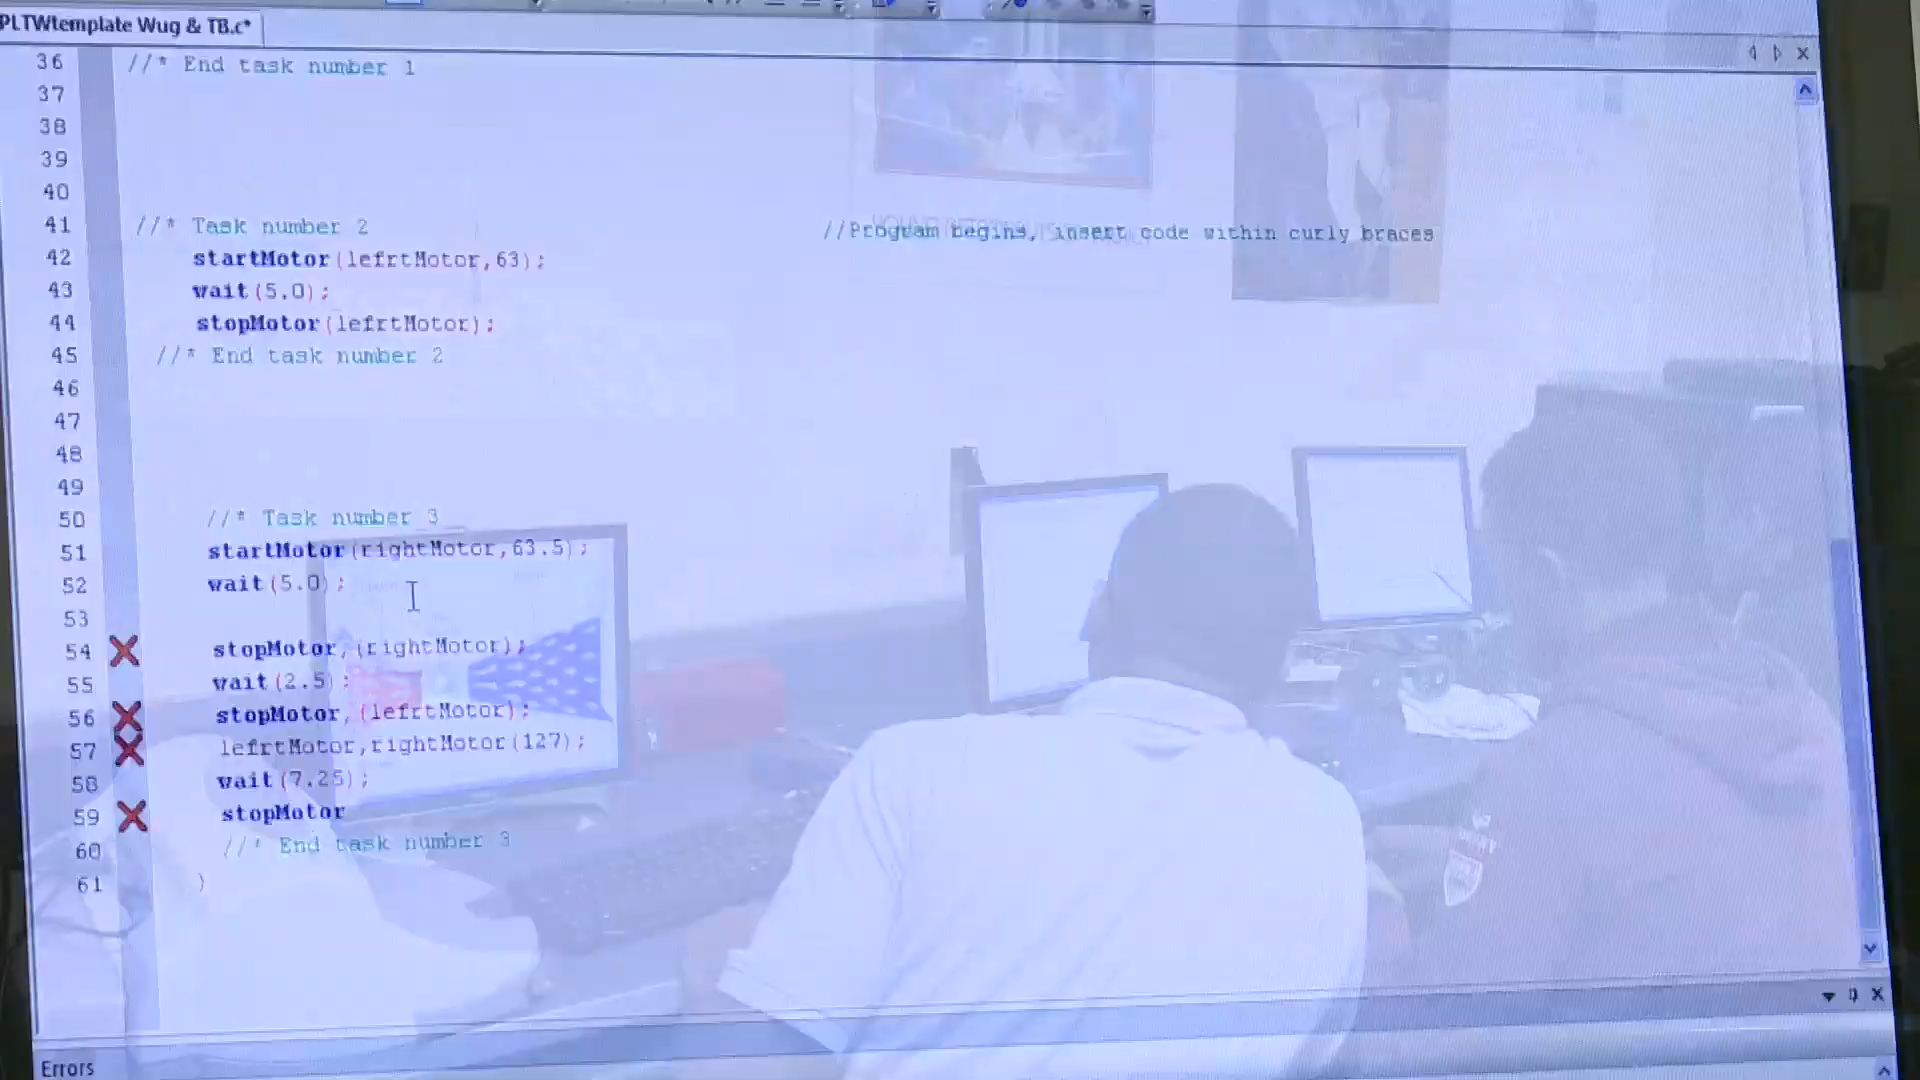 PLTWtemplate Wug & TB.c*
36 //* End task number 1
37
38
39
40
41 //* Task number 2 //Program begins, insert code within curly braces
42 startMotor(lefrtMotor,63);
43 wait(5.0);
44 stopMotor(lefrtMotor);
45 //* End task number 2
46
47
48
49
50 //* Task number 3
51 startMotor(rightMotor,63.5);
52 wait(5.0);
53
54 stopMotor,(rightMotor);
55 wait(2.5);
56 stopMotor,(lefrtMotor);
57 lefrtMotor,rightMotor(127);
58 wait(7.25);
59 stopMotor
60 //* End task number 3
61 }
Errors